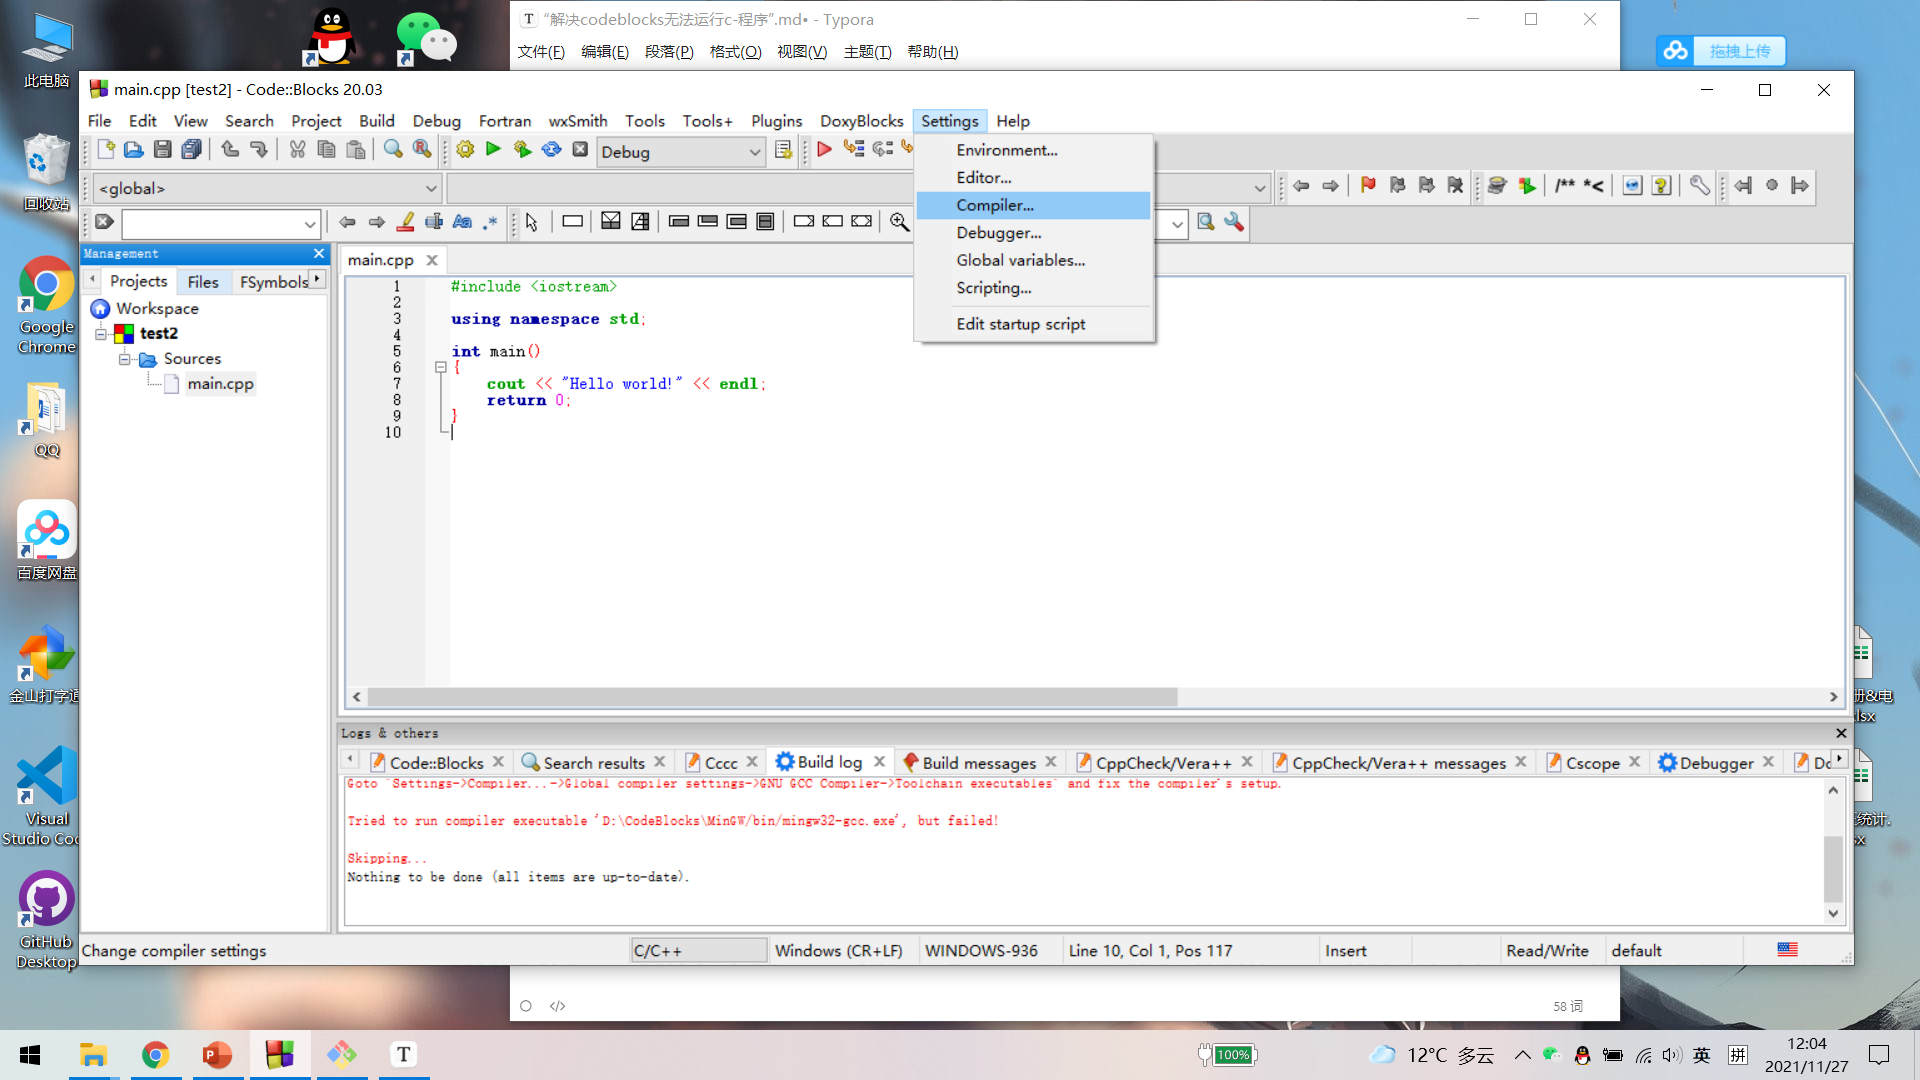 "解决codeblocks无法运行c-程序".md• - Typora
文件(F) 编辑(E) 段落(P) 格式(O) 视图(V) 主题(T) 帮助(H)
拖拽上传
此电脑
回收站
Google Chrome
QQ
百度网盘
金山打字通
Visual
Studio Cod
GitHub
Desktop
main.cpp [test2] - Code::Blocks 20.03
File Edit View Search Project Build Debug Fortran wxSmith Tools Tools+ Plugins DoxyBlocks Settings Help
Debug
<global>
/** *<
Environment...
Editor...
Compiler...
Debugger...
Global variables...
Scripting...
Edit startup script
Management
Projects Files FSymbols
Workspace
test2
Sources
main.cpp
main.cpp
1 #include <iostream>
2
3 using namespace std;
4
5 int main()
6 {
7 cout << "Hello world!" << endl;
8 return 0;
9 }
10
Logs & others
Code::Blocks Search results Cccc Build log Build messages CppCheck/Vera++ CppCheck/Vera++ messages Cscope Debugger Do
Goto `Settings->Compiler...->Global compiler settings->GNU GCC Compiler->Toolchain executables` and fix the compiler's setup.
Tried to run compiler executable 'D:\CodeBlocks\MinGW/bin/mingw32-gcc.exe', but failed!
Skipping...
Nothing to be done (all items are up-to-date).
Change compiler settings C/C++ Windows (CR+LF) WINDOWS-936 Line 10, Col 1, Pos 117 Insert Read/Write default
册&电
lsx
统计.
sx
</> 58 词
100% 12°C 多云 英 拼
12:04
2021/11/27